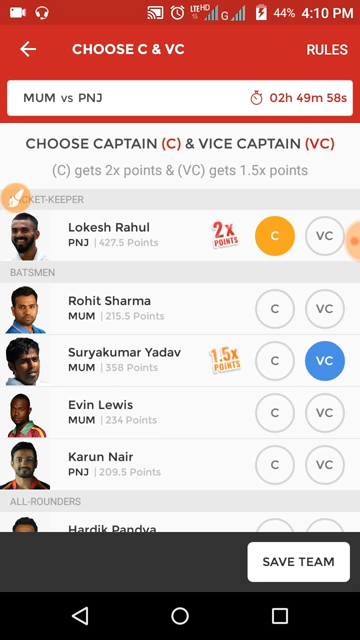 LTE HD
G
44% 4:10 PM
CHOOSE C & VC RULES
MUM vs PNJ 02h 49m 58s
CHOOSE CAPTAIN (C) & VICE CAPTAIN (VC)
(C) gets 2x points & (VC) gets 1.5x points
CKET-KEEPER
Lokesh Rahul
PNJ | 427.5 Points
2x POINTS
C VC
BATSMEN
Rohit Sharma
MUM | 215.5 Points
C VC
Suryakumar Yadav
MUM | 358 Points
1.5x POINTS
C VC
Evin Lewis
MUM | 234 Points
C VC
Karun Nair
PNJ | 209.5 Points
C VC
ALL-ROUNDERS
Hardik Pandya
C VC
SAVE TEAM